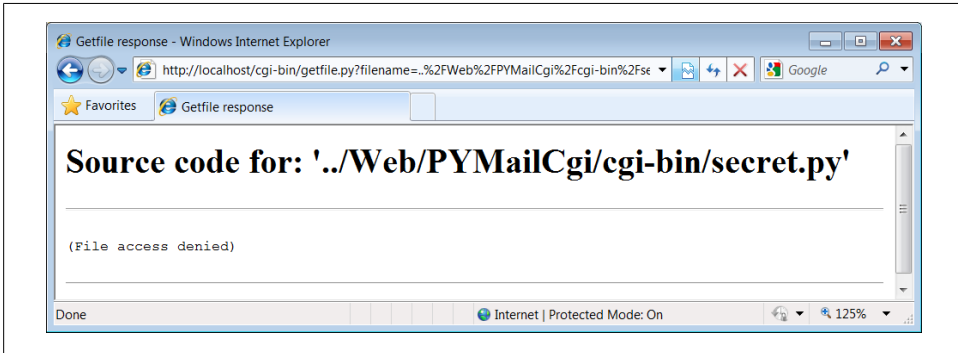 Getfile response - Windows Internet Explorer
http://localhost/cgi-bin/getfile.py?filename=..%2FWeb%2FPYMailCgi%2Fcgi-bin%2Fse
Google
Favorites
Getfile response
Source code for: '../Web/PYMailCgi/cgi-bin/secret.py'
(File access denied)
Done
Internet | Protected Mode: On
125%